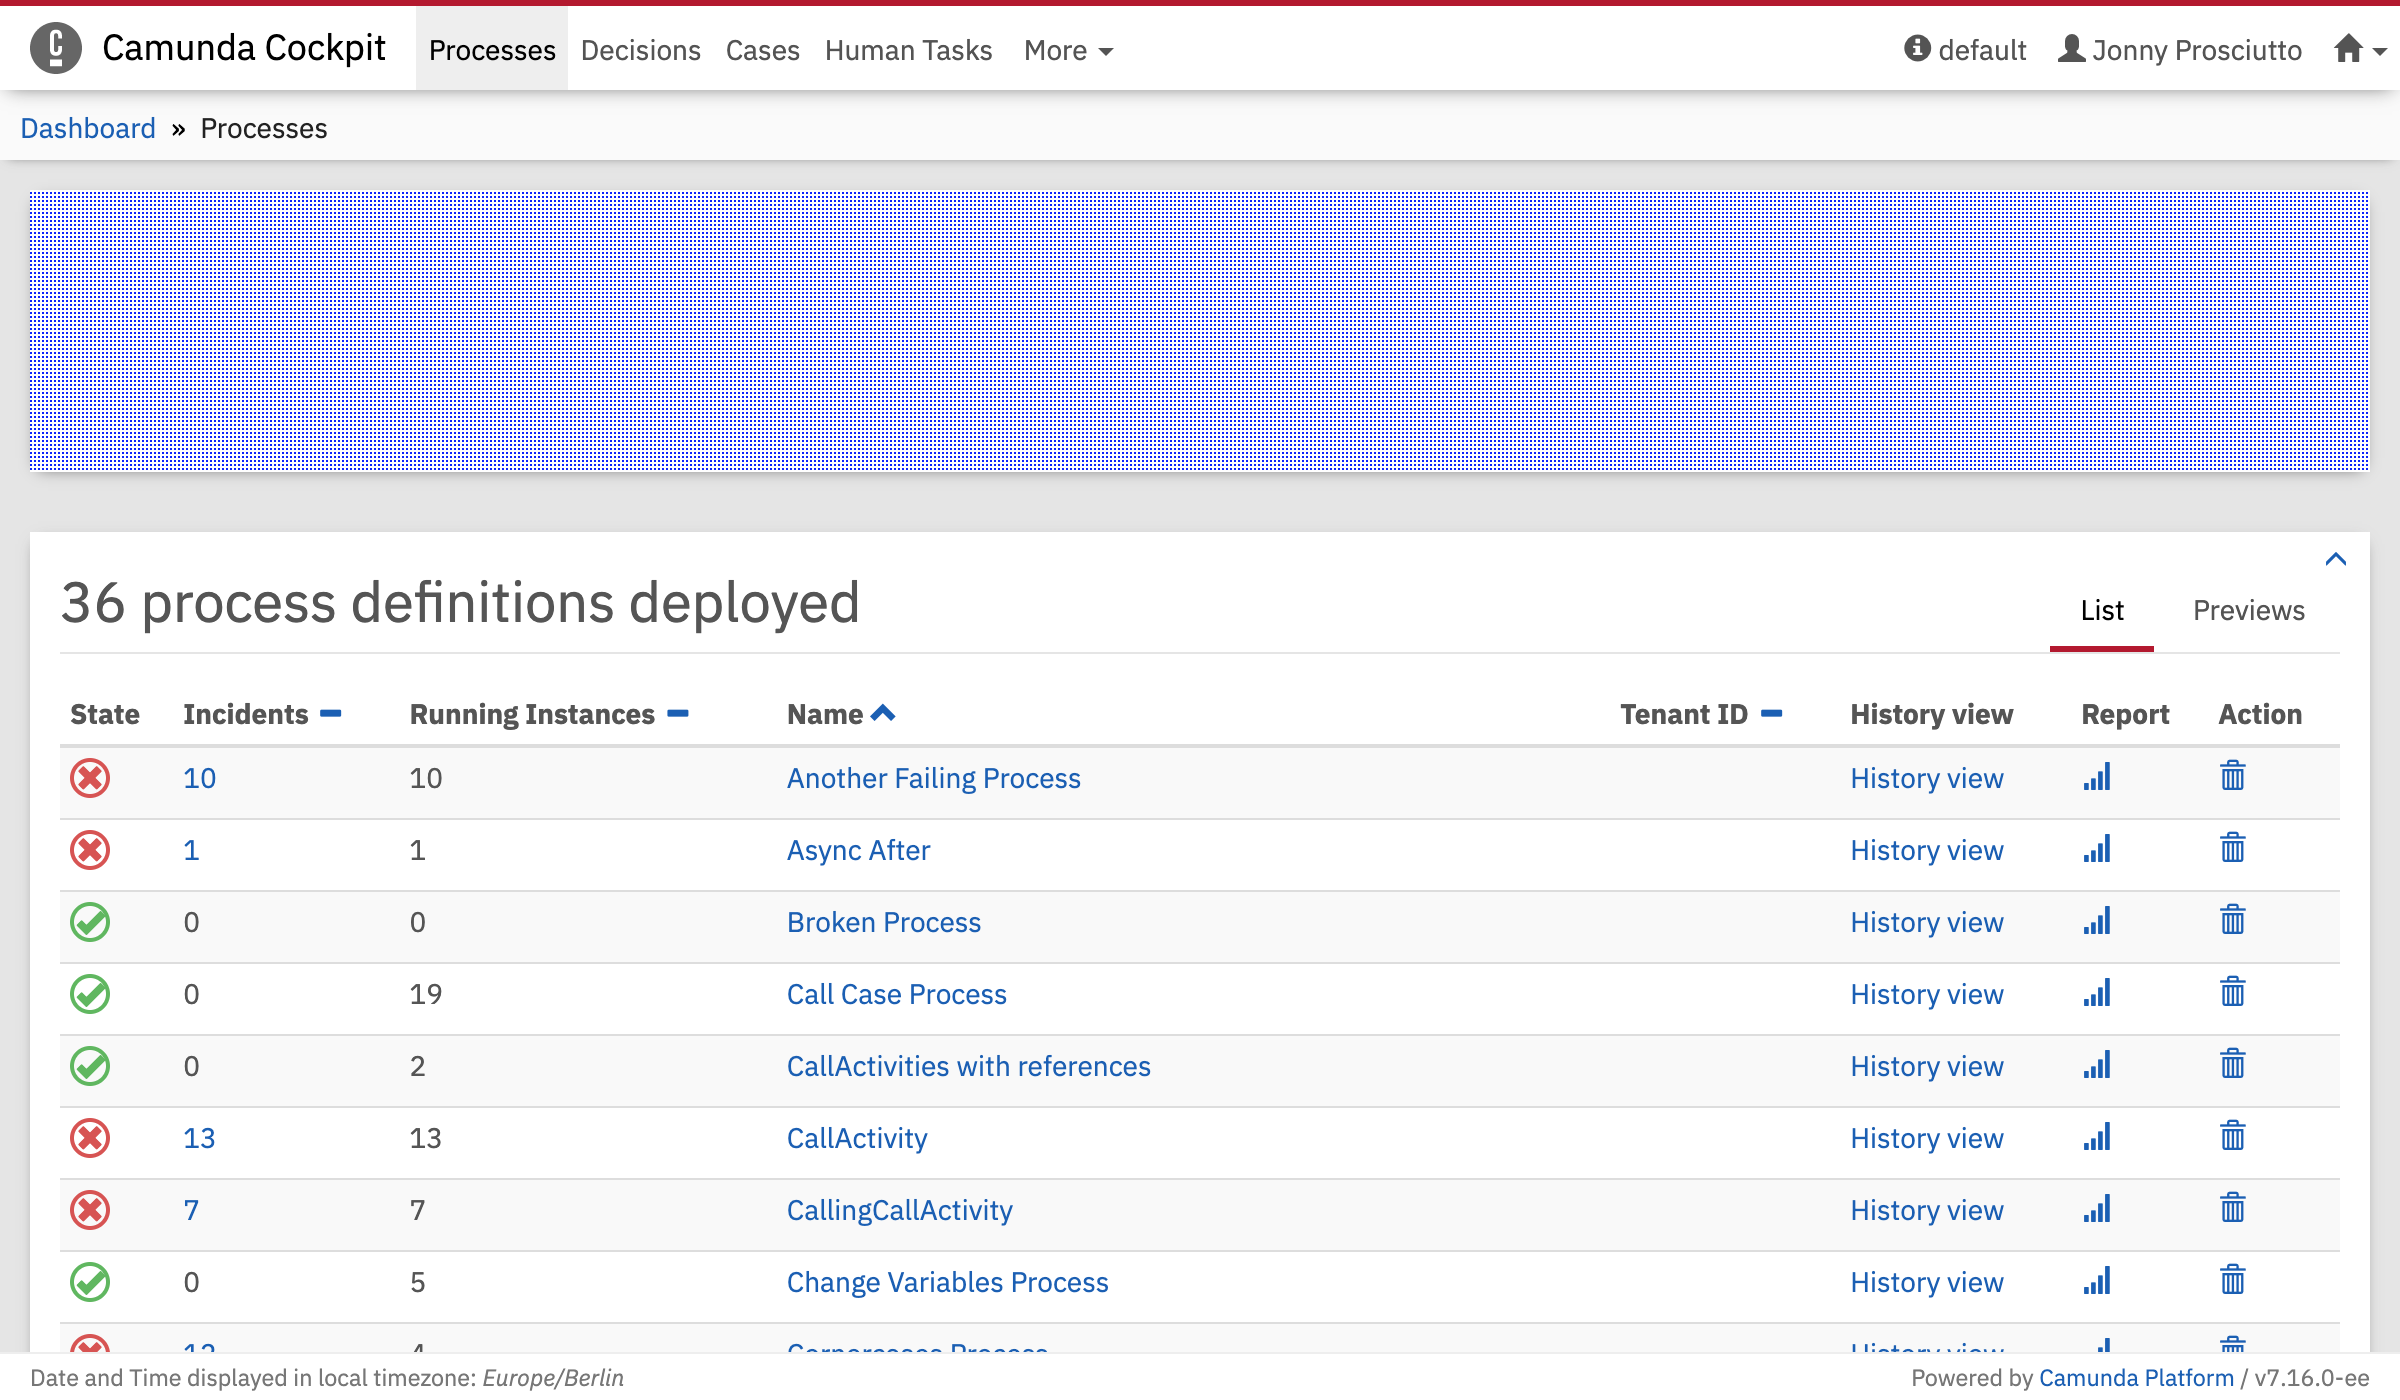 Camunda Cockpit Processes Decisions Cases Human Tasks More default Jonny Prosciutto
Dashboard » Processes
36 process definitions deployed
List Previews
State Incidents Running Instances Name Tenant ID History view Report Action
10 10 Another Failing Process History view
1 1 Async After History view
0 0 Broken Process History view
0 19 Call Case Process History view
0 2 CallActivities with references History view
13 13 CallActivity History view
7 7 CallingCallActivity History view
0 5 Change Variables Process History view
Process History view
Date and Time displayed in local timezone: Europe/Berlin
Powered by Camunda Platform / v7.16.0-ee